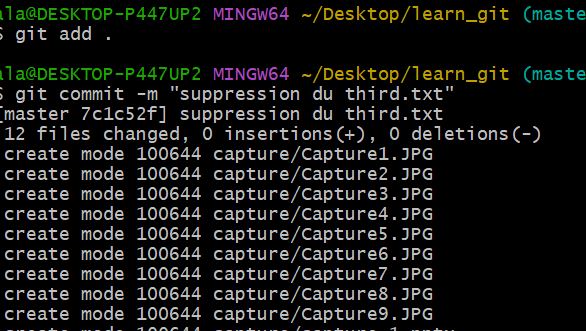 ala@DESKTOP-P447UP2 MINGW64 ~/Desktop/learn_git (maste
$ git add .
ala@DESKTOP-P447UP2 MINGW64 ~/Desktop/learn_git (maste
$ git commit -m "suppression du third.txt"
[master 7c1c52f] suppression du third.txt
12 files changed, 0 insertions(+), 0 deletions(-)
create mode 100644 capture/Capture1.JPG
create mode 100644 capture/Capture2.JPG
create mode 100644 capture/Capture3.JPG
create mode 100644 capture/Capture4.JPG
create mode 100644 capture/Capture5.JPG
create mode 100644 capture/Capture6.JPG
create mode 100644 capture/Capture7.JPG
create mode 100644 capture/Capture8.JPG
create mode 100644 capture/Capture9.JPG
create mode 100644